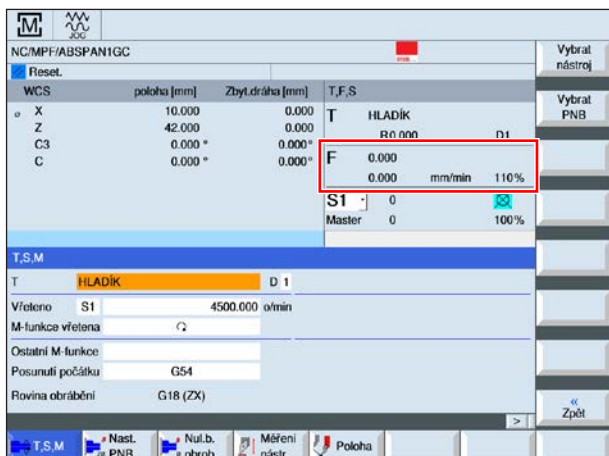 M JOG
NC/MPF/ABSPAN1GC
Vybrat
nástroj
Reset.
WCS poloha [mm] Zbyt.dráha [mm] T,F,S
Vybrat
PNB
X 10.000 0.000
Z 42.000 0.000
C3 0.000 ° 0.000°
C 0.000 ° 0.000°
T HLADÍK
R0.000 D1
F 0.000
0.000 mm/min 110%
S1 0
Master 0 100%
T,S,M
T HLADÍK D 1
Vřeteno S1 4500.000 o/min
M-funkce vřetena
Ostatní M-funkce
Posunutí počátku G54
Rovina obrábění G18 (ZX)
«
Zpět
>
T,S,M
Nast.
PNB
Nul.b.
obrob.
Měření
nástr.
Poloha